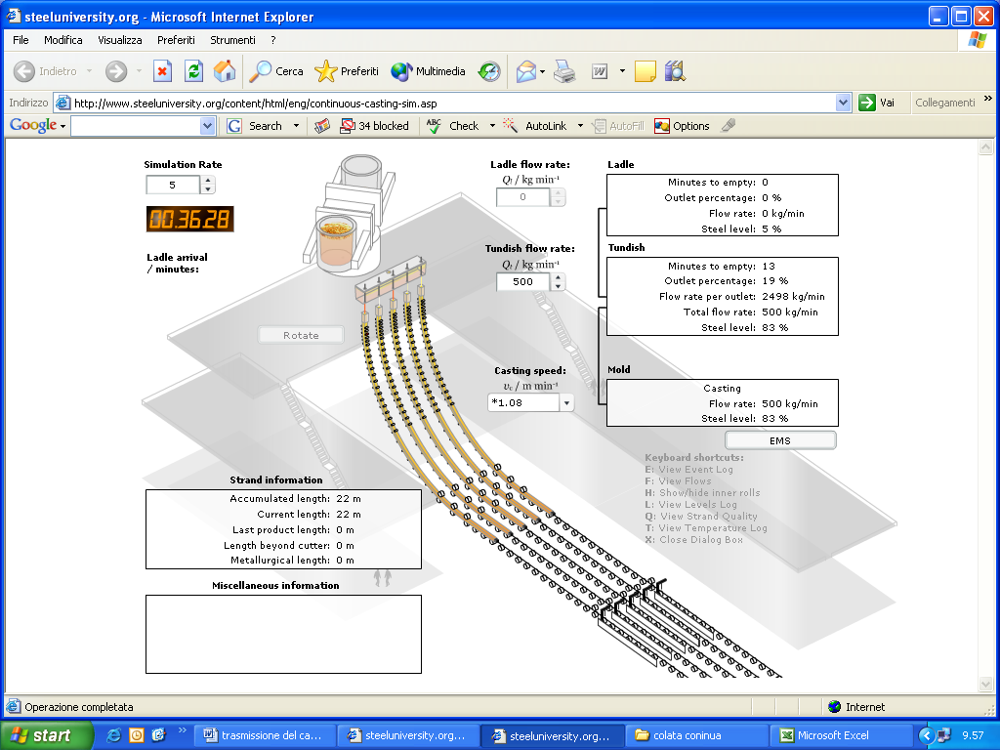 steeluniversity.org - Microsoft Internet Explorer
File Modifica Visualizza Preferiti Strumenti ?
Indietro Cerca Preferiti Multimedia W
Indirizzo http://www.steeluniversity.org/content/html/eng/continuous-casting-sim.asp Vai Collegamenti »
Google G Search 34 blocked ABC Check AutoLink AutoFill Options
Simulation Rate
5
00:36:28
Ladle arrival
/ minutes:
Rotate
Ladle flow rate:
Ql / kg min-1
0
Tundish flow rate:
Qt / kg min-1
500
Casting speed:
vc / m min-1
*1.08
Ladle
Minutes to empty: 0
Outlet percentage: 0 %
Flow rate: 0 kg/min
Steel level: 5 %
Tundish
Minutes to empty: 13
Outlet percentage: 19 %
Flow rate per outlet: 2498 kg/min
Total flow rate: 500 kg/min
Steel level: 83 %
Mold
Casting
Flow rate: 500 kg/min
Steel level: 83 %
EMS
Keyboard shortcuts:
E: View Event Log
F: View Flows
H: Show/hide inner rolls
L: View Levels Log
Q: View Strand Quality
T: View Temperature Log
X: Close Dialog Box
Strand information
Accumulated length: 22 m
Current length: 22 m
Last product length: 0 m
Length beyond cutter: 0 m
Metallurgical length: 0 m
Miscellaneous information
Operazione completata Internet
start » trasmissione del ca... steeluniversity.org... steeluniversity.org... colata coninua Microsoft Excel 9.57